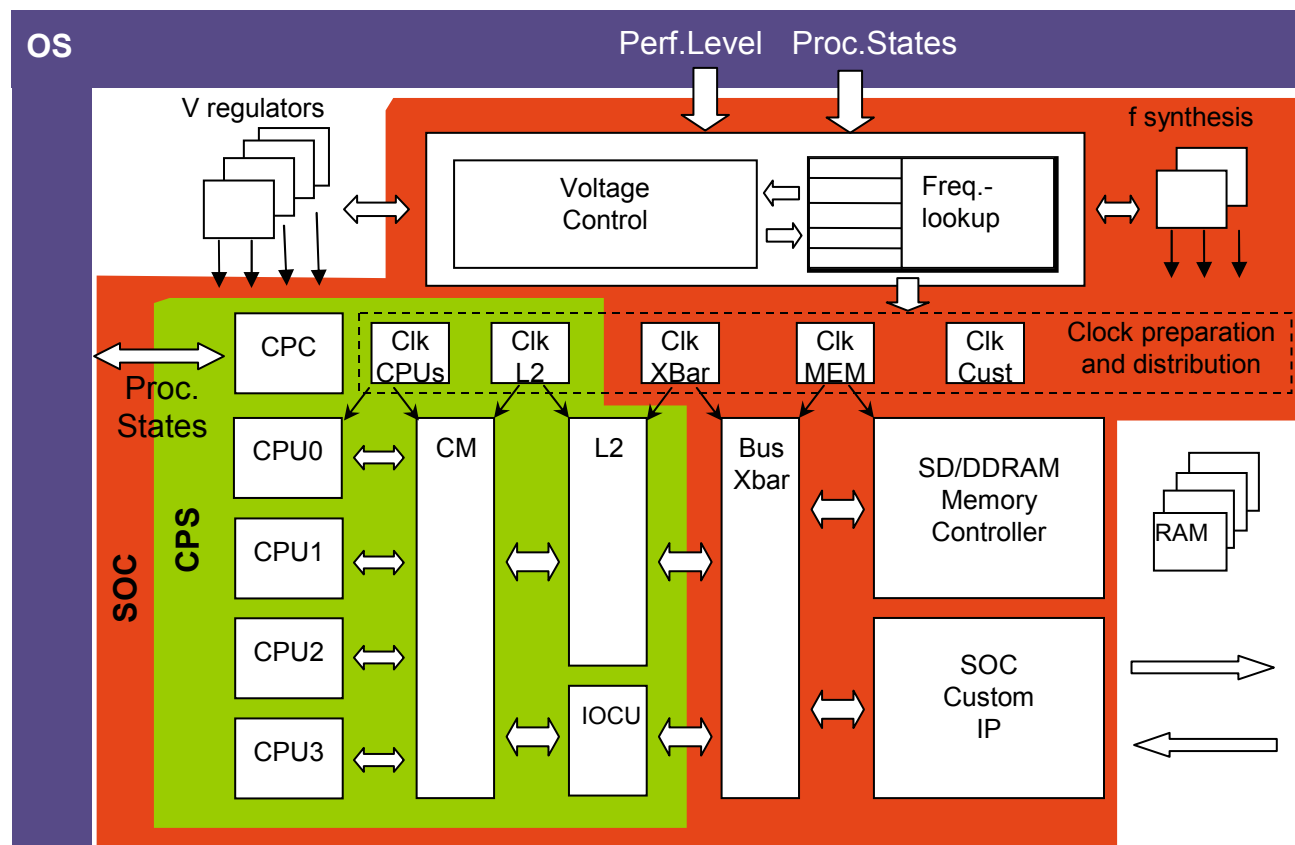 OS
Perf.Level
Proc.States
V regulators
f synthesis
Voltage
Control
Freq.-
lookup
CPC
Clk
CPUs
Clk
L2
Clk
XBar
Clk
MEM
Clk
Cust
Clock preparation
and distribution
Proc.
States
CPU0
CM
L2
Bus
Xbar
SD/DDRAM
Memory
Controller
RAM
SOC
CPS
CPU1
CPU2
CPU3
IOCU
SOC
Custom
IP